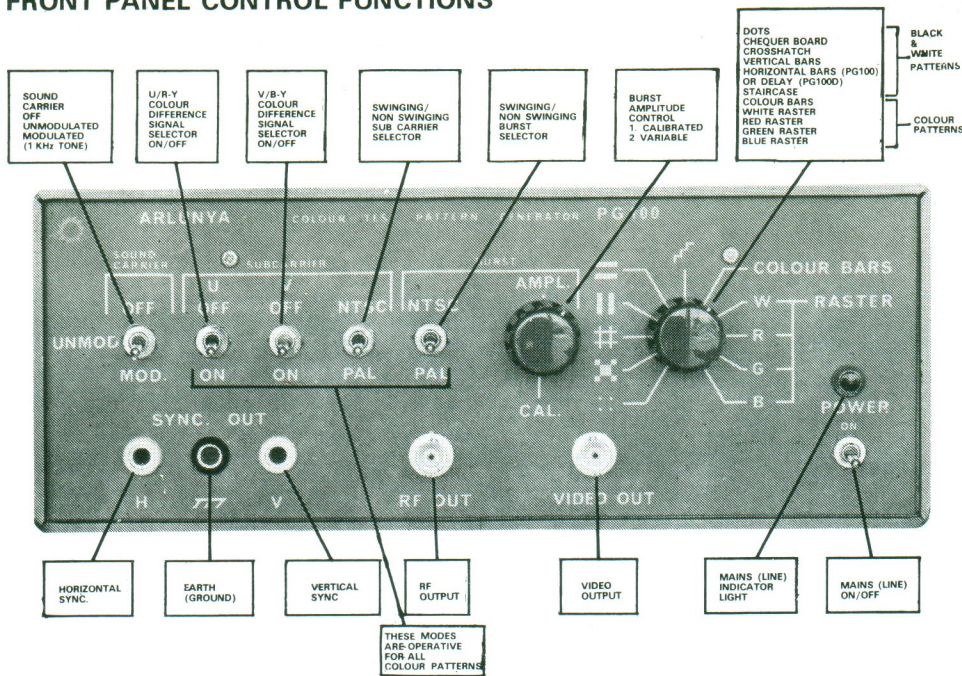 FRONT PANEL CONTROL FUNCTIONS
SOUND
CARRIER
OFF
UNMODULATED
MODULATED
(1 KHz TONE)
U/R-Y
COLOUR
DIFFERENCE
SIGNAL
SELECTOR
ON/OFF
V/B-Y
COLOUR
DIFFERENCE
SIGNAL
SELECTOR
ON/OFF
SWINGING/
NON SWINGING
SUB CARRIER
SELECTOR
SWINGING/
NON SWINGING
BURST
SELECTOR
BURST
AMPLITUDE
CONTROL
1. CALIBRATED
2 VARIABLE
DOTS
CHEQUER BOARD
CROSSHATCH
VERTICAL BARS
HORIZONTAL BARS (PG100)
OR DELAY (PG100D)
STAIRCASE
COLOUR BARS
WHITE RASTER
RED RASTER
GREEN RASTER
BLUE RASTER
BLACK
&
WHITE
PATTERNS
COLOUR
PATTERNS
ARLUNYA COLOUR TEST PATTERN GENERATOR PG100
SOUND
CARRIER
SUBCARRIER
BURST
U V
OFF OFF OFF NTSC NTSC
AMPL.
COLOUR BARS
W RASTER
UNMOD
R
MOD. ON ON PAL PAL
G
CAL.
B
POWER
ON
SYNC. OUT
H V
RF OUT
VIDEO OUT
HORIZONTAL
SYNC.
EARTH
(GROUND)
VERTICAL
SYNC
RF
OUTPUT
VIDEO
OUTPUT
MAINS (LINE)
INDICATOR
LIGHT
MAINS (LINE)
ON/OFF
THESE MODES
ARE OPERATIVE
FOR ALL
COLOUR PATTERNS